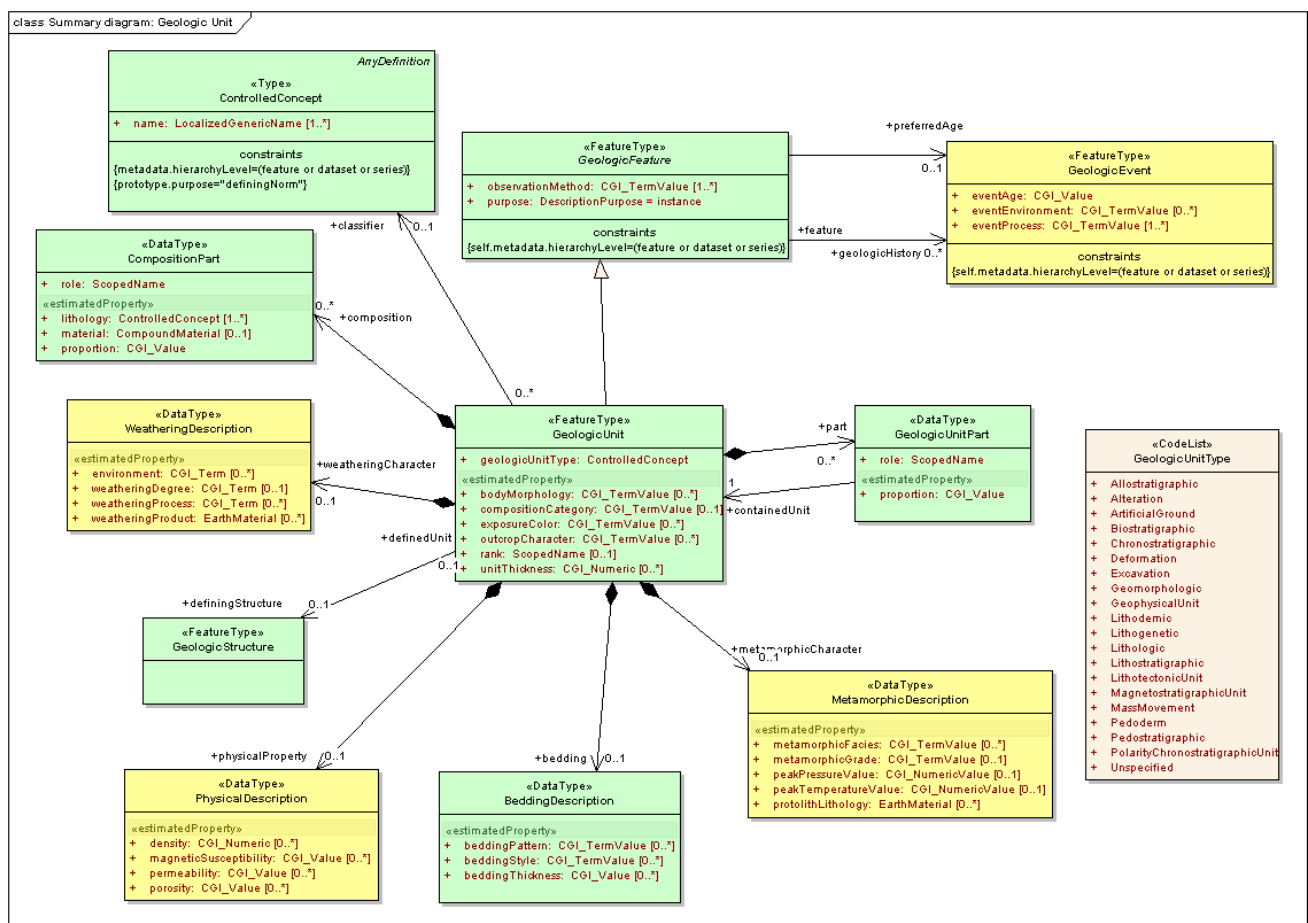 class Summary diagram: Geologic Unit
AnyDefinition
«Type»
ControlledConcept
+ name: LocalizedGenericName [1..*]
constraints
{metadata.hierarchyLevel=(feature or dataset or series)}
{prototype.purpose="definingNorm"}
«FeatureType»
GeologicFeature
+ observationMethod: CGI_TermValue [1..*]
+ purpose: DescriptionPurpose = instance
constraints
{self.metadata.hierarchyLevel=(feature or dataset or series)}
+preferredAge
0..1
+feature
+geologicHistory 0..*
«FeatureType»
GeologicEvent
+ eventAge: CGI_Value
+ eventEnvironment: CGI_TermValue [0..*]
+ eventProcess: CGI_TermValue [1..*]
constraints
{self.metadata.hierarchyLevel=(feature or dataset or series)}
+classifier
0..1
0..*
«DataType»
CompositionPart
+ role: ScopedName
«estimatedProperty»
+ lithology: ControlledConcept [1..*]
+ material: CompoundMaterial [0..1]
+ proportion: CGI_Value
0..*
+composition
«DataType»
WeatheringDescription
«estimatedProperty»
+ environment: CGI_Term [0..*]
+ weatheringDegree: CGI_Term [0..1]
+ weatheringProcess: CGI_Term [0..*]
+ weatheringProduct: EarthMaterial [0..*]
+weatheringCharacter
0..1
«FeatureType»
GeologicUnit
+ geologicUnitType: ControlledConcept
«estimatedProperty»
+ bodyMorphology: CGI_TermValue [0..*]
+ compositionCategory: CGI_TermValue [0..1]
+ exposureColor: CGI_TermValue [0..*]
+ outcropCharacter: CGI_TermValue [0..*]
+ rank: ScopedName [0..1]
+ unitThickness: CGI_Numeric [0..*]
+part
0..*
1
+containedUnit
«DataType»
GeologicUnitPart
+ role: ScopedName
«estimatedProperty»
+ proportion: CGI_Value
«CodeList»
GeologicUnitType
+ Allostratigraphic
+ Alteration
+ ArtificialGround
+ Biostratigraphic
+ Chronostratigraphic
+ Deformation
+ Excavation
+ Geomorphologic
+ GeophysicalUnit
+ Lithodemic
+ Lithogenetic
+ Lithologic
+ Lithostratigraphic
+ LithotectonicUnit
+ MagnetostratigraphicUnit
+ MassMovement
+ Pedoderm
+ Pedostratigraphic
+ PolarityChronostratigraphicUnit
+ Unspecified
+definedUnit
0..1
+definingStructure
0..1
«FeatureType»
GeologicStructure
+metamorphicCharacter
0..1
«DataType»
MetamorphicDescription
«estimatedProperty»
+ metamorphicFacies: CGI_TermValue [0..*]
+ metamorphicGrade: CGI_TermValue [0..1]
+ peakPressureValue: CGI_NumericValue [0..1]
+ peakTemperatureValue: CGI_NumericValue [0..1]
+ protolithLithology: EarthMaterial [0..*]
+physicalProperty
0..1
«DataType»
PhysicalDescription
«estimatedProperty»
+ density: CGI_Numeric [0..*]
+ magneticSusceptibility: CGI_Value [0..*]
+ permeability: CGI_Value [0..*]
+ porosity: CGI_Value [0..*]
+bedding
0..1
«DataType»
BeddingDescription
«estimatedProperty»
+ beddingPattern: CGI_TermValue [0..*]
+ beddingStyle: CGI_TermValue [0..*]
+ beddingThickness: CGI_Value [0..*]